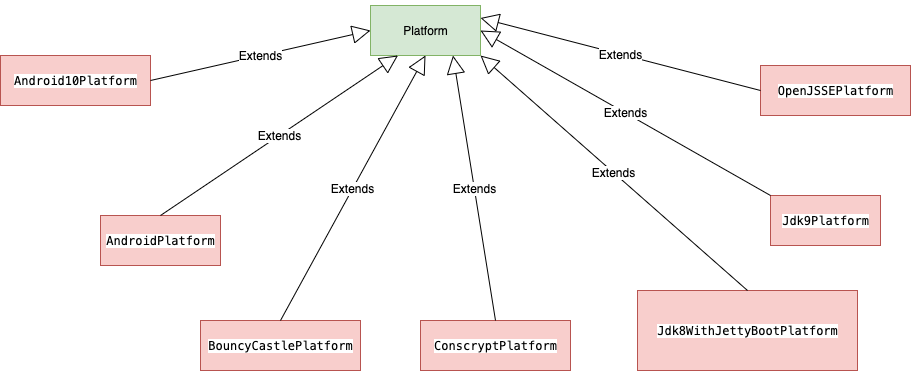 Platform
Extends
Extends
Android10Platform
OpenJSSEPlatform
Extends
Extends
Extends
Extends
Extends
Jdk9Platform
AndroidPlatform
Jdk8WithJettyBootPlatform
BouncyCastlePlatform
ConscryptPlatform